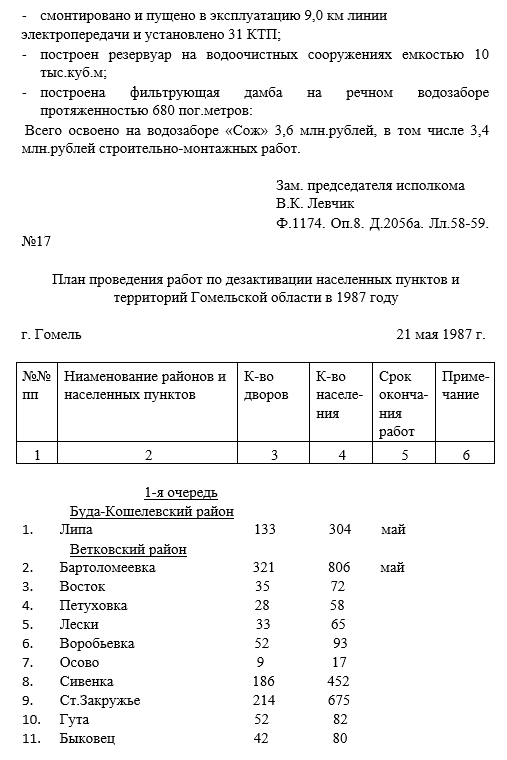 - смонтировано и пущено в эксплуатацию 9,0 км линии
электропередачи и установлено 31 КТП;
- построен резервуар на водоочистных сооружениях емкостью 10
тыс.куб.м;
- построена фильтрующая дамба на речном водозаборе
протяженностью 680 пог.метров:
Всего освоено на водозаборе «Сож» 3,6 млн.рублей, в том числе 3,4
млн.рублей строительно-монтажных работ.
Зам. председателя исполкома
В.К. Левчик
Ф.1174. Оп.8. Д.2056а. Лл.58-59.
№17
План проведения работ по дезактивации населенных пунктов и
территорий Гомельской области в 1987 году
г. Гомель 21 мая 1987 г.
№№ Ниаменование районов и К-во К-во Срок Приме-
пп населенных пунктов дворов населе- оконча- чание
ния ния
работ
1 2 3 4 5 6
1-я очередь
Буда-Кошелевский район
1. Липа 133 304 май
Ветковский район
2. Бартоломеевка 321 806 май
3. Восток 35 72
4. Петуховка 28 58
5. Лески 33 65
6. Воробьевка 52 93
7. Осово 9 17
8. Сивенка 186 452
9. Ст.Закружье 214 675
10. Гута 52 82
11. Быковец 42 80